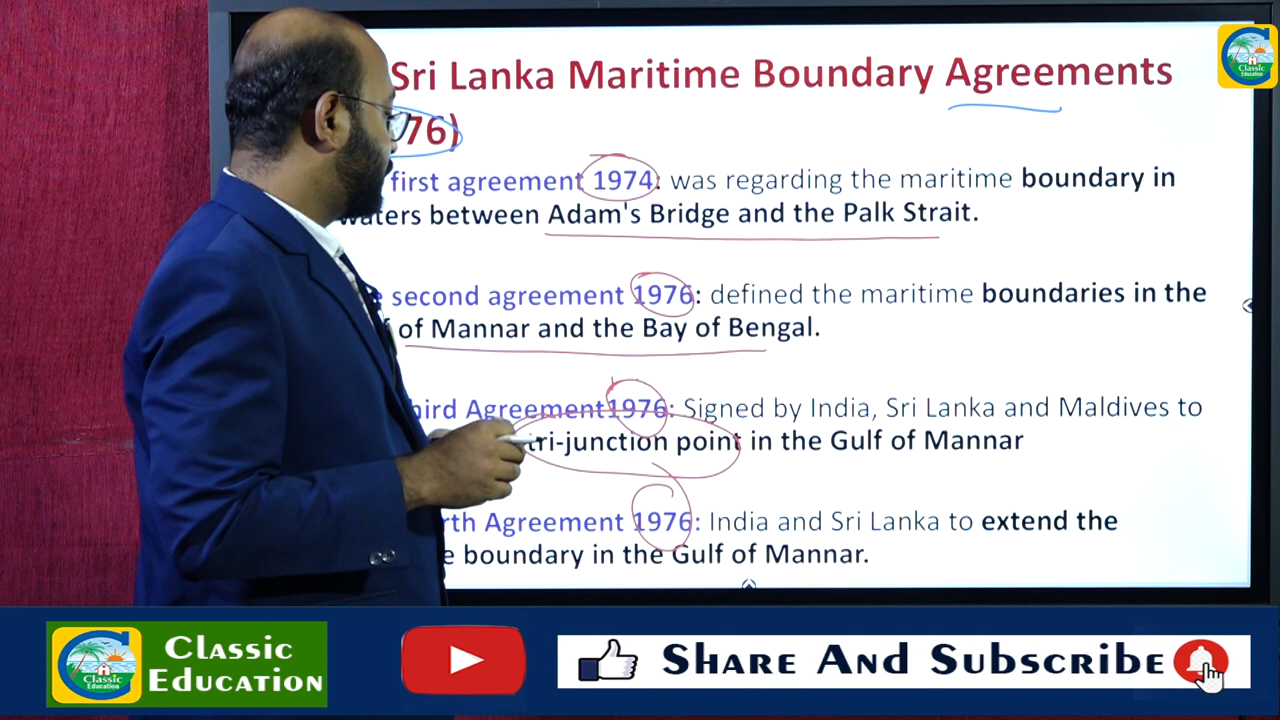 Sri Lanka Maritime Boundary Agreements
76)
first agreement 1974: was regarding the maritime boundary in
waters between Adam's Bridge and the Palk Strait.
second agreement 1976: defined the maritime boundaries in the
of Mannar and the Bay of Bengal.
Third Agreement1976: Signed by India, Sri Lanka and Maldives to
tri-junction point in the Gulf of Mannar
Agreement 1976: India and Sri Lanka to extend the
boundary in the Gulf of Mannar.
Classic
Education
Classic
Education
Classic
Education
Share And Subscribe